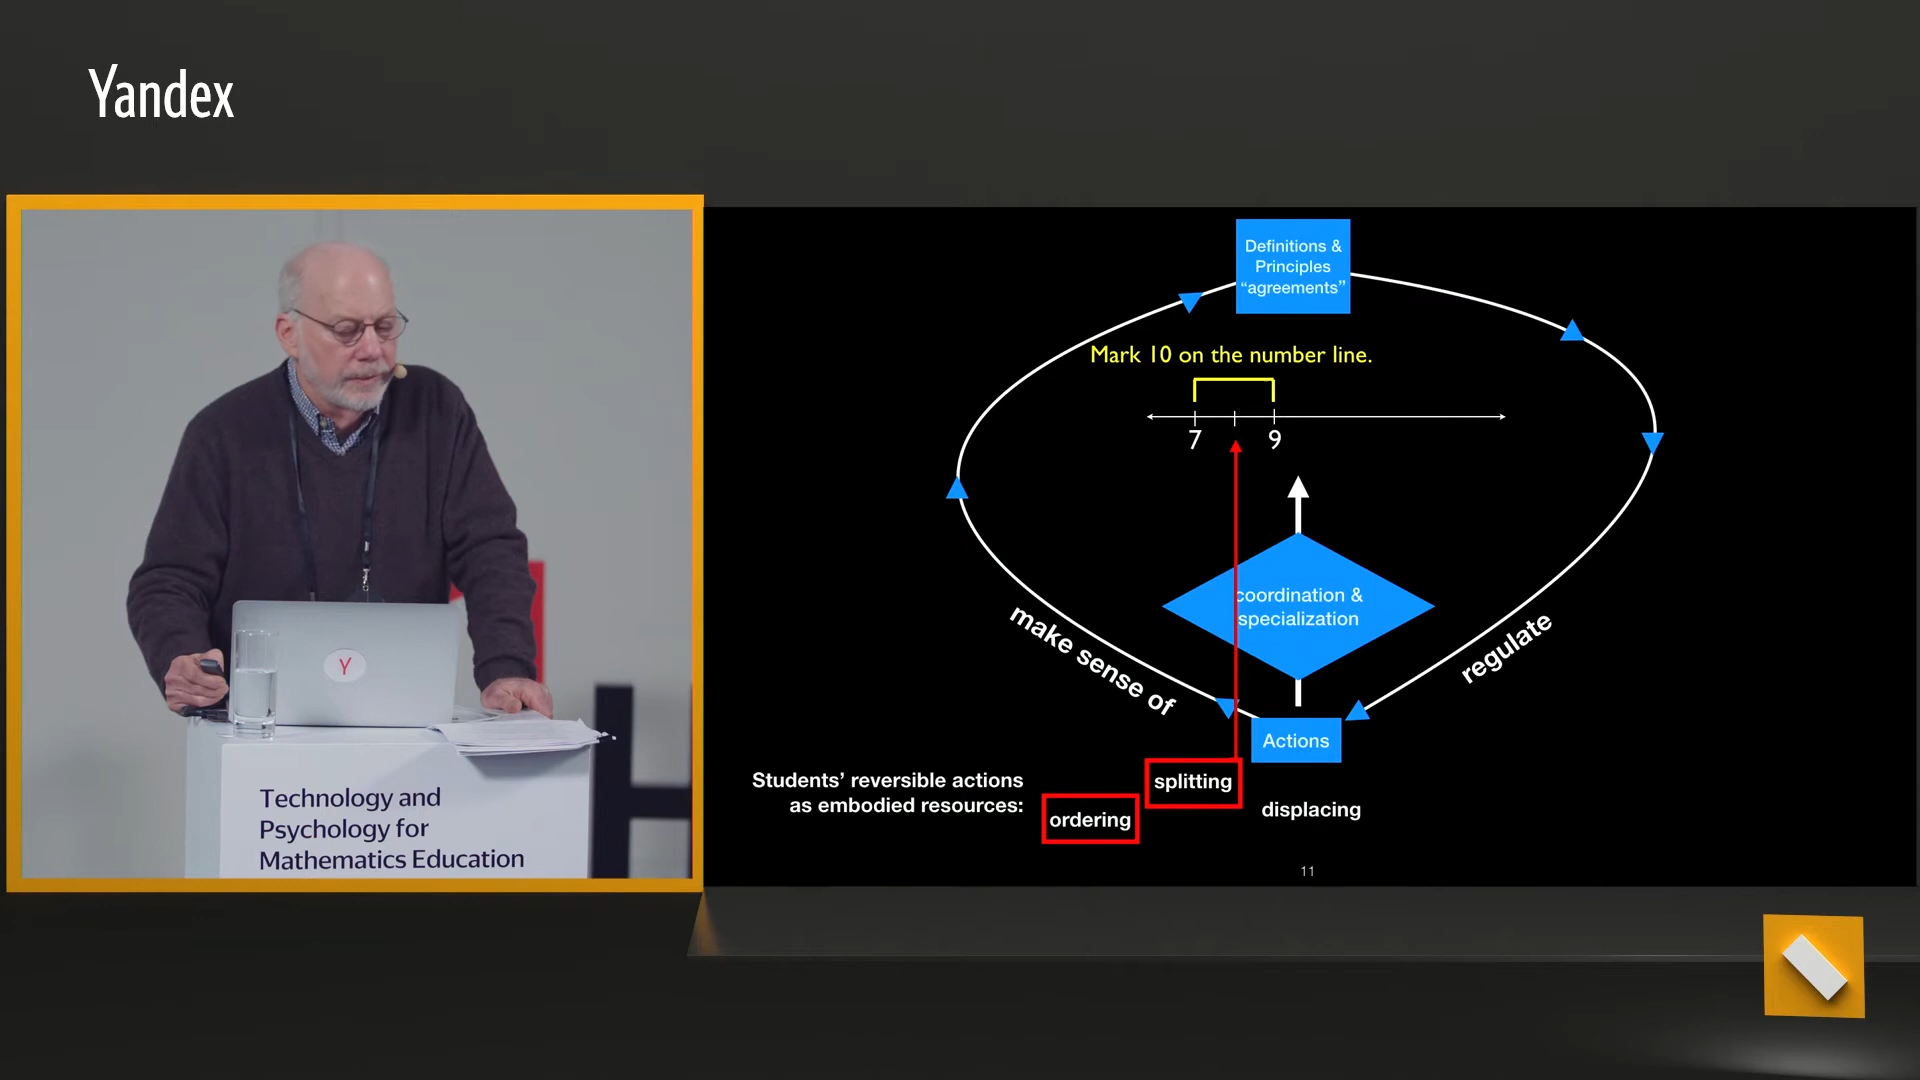 Yandex
Definitions &
Principles
“agreements”
Mark 10 on the number line.
7 9
coordination &
specialization
make sense of
regulate
Actions
Students’ reversible actions
as embodied resources:
ordering
splitting
displacing
11
Y
Technology and
Psychology for
Mathematics Education